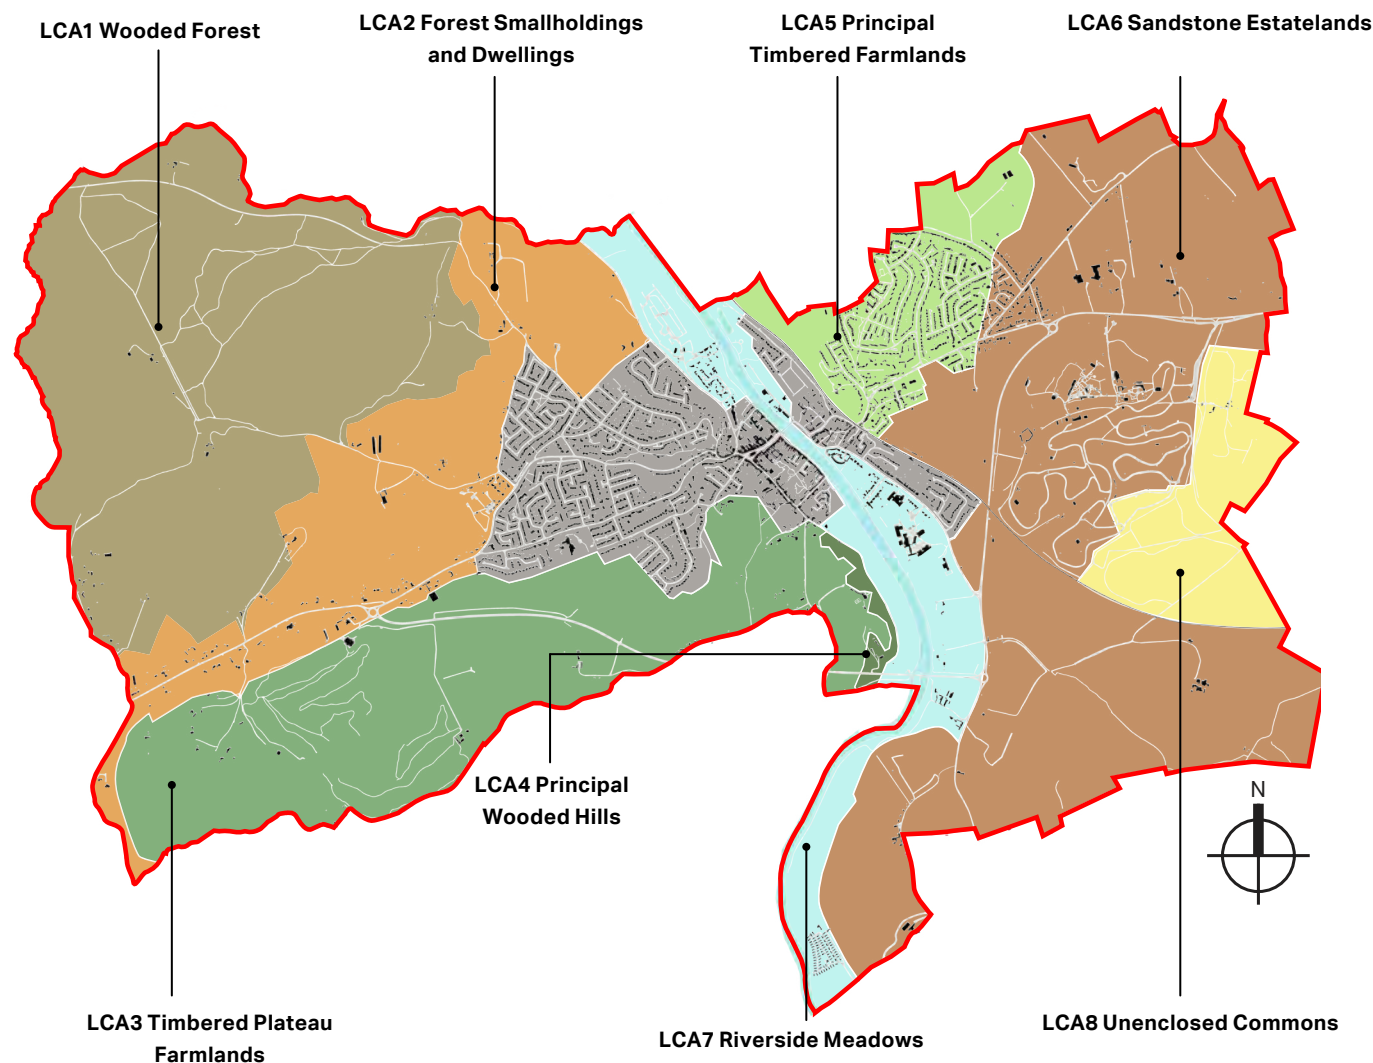 LCA1 Wooded Forest
LCA2 Forest Smallholdings
and Dwellings
LCA5 Principal
Timbered Farmlands
LCA6 Sandstone Estatelands
LCA4 Principal
Wooded Hills
N
LCA3 Timbered Plateau
Farmlands
LCA7 Riverside Meadows
LCA8 Unenclosed Commons